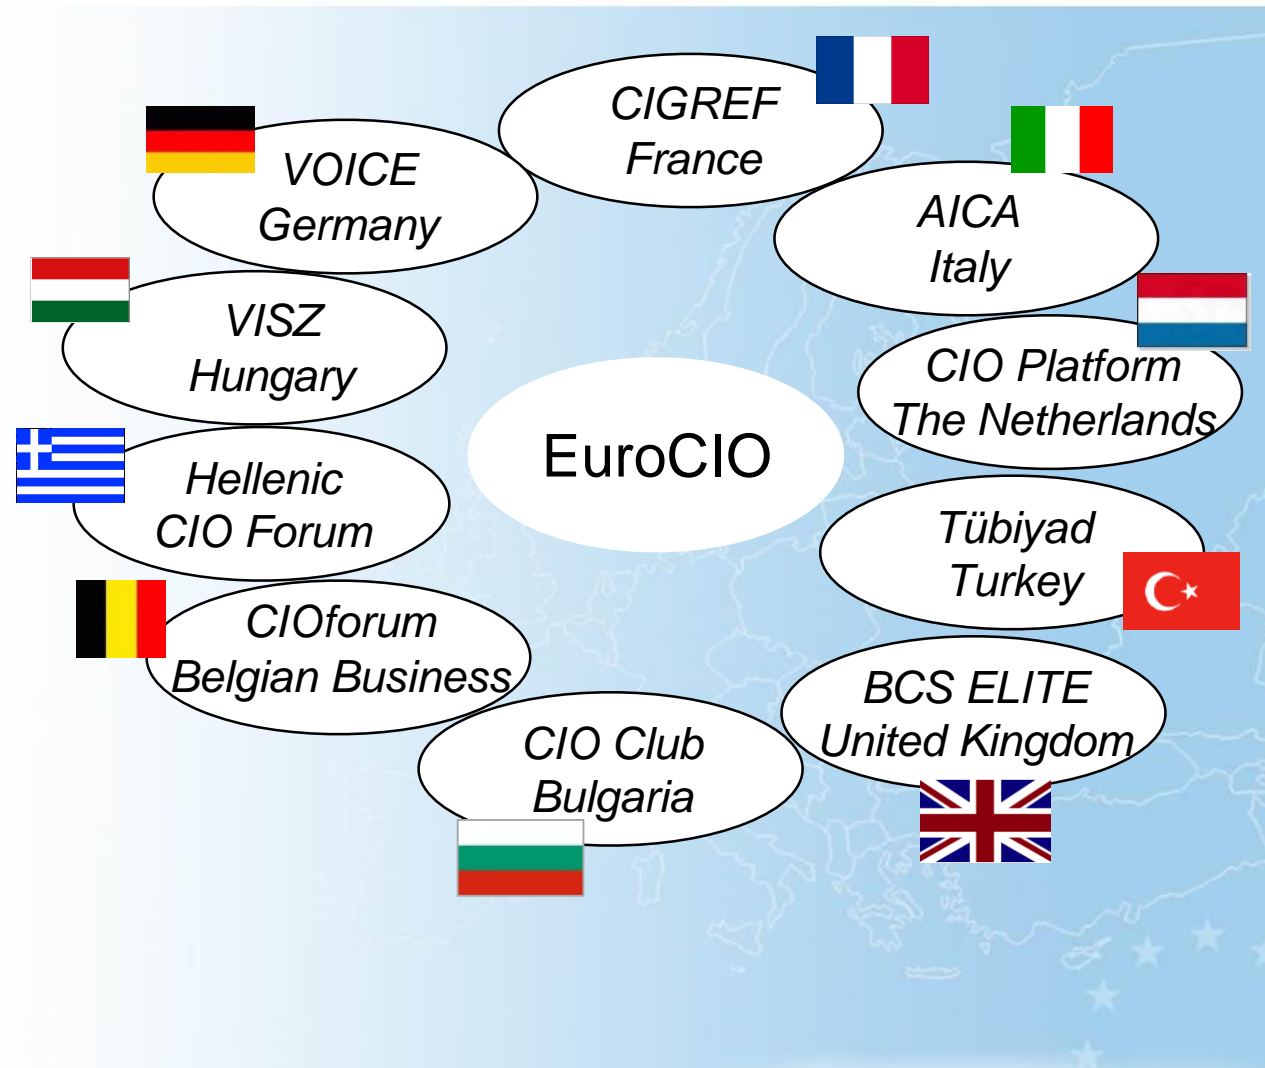 CIGREF
France
VOICE
Germany
AICA
Italy
VISZ
Hungary
CIO Platform
The Netherlands
EuroCIO
Hellenic
CIO Forum
Tübiyad
Turkey
CIOforum
Belgian Business
BCS ELITE
United Kingdom
CIO Club
Bulgaria